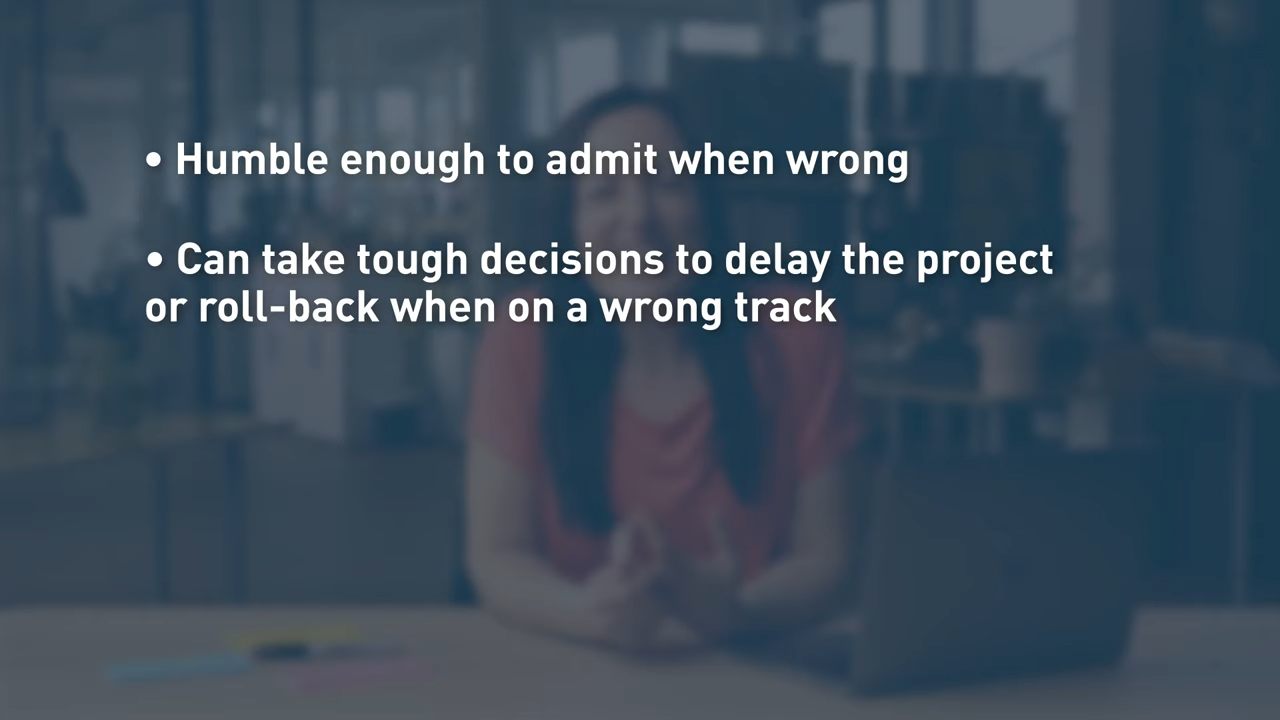 • Humble enough to admit when wrong
• Can take tough decisions to delay the project
or roll-back when on a wrong track